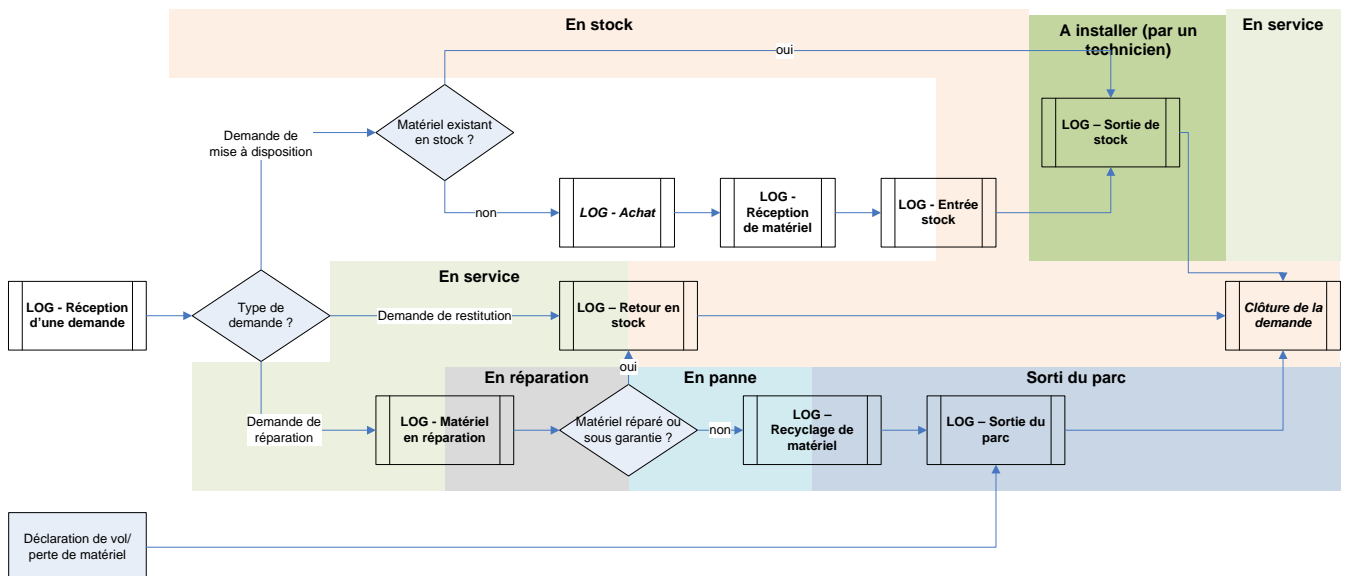 En stock
A installer (par un
technicien)
En service
oui
Matériel existant
en stock ?
LOG – Sortie de
stock
Demande de
mise à disposition
non
LOG - Achat
LOG -
Réception
de matériel
LOG - Entrée
stock
En service
LOG - Réception
d'une demande
Type de
demande ?
Demande de restitution
LOG – Retour en
stock
Clôture de la
demande
oui
En réparation
En panne
Sorti du parc
Demande de
réparation
LOG - Matériel
en réparation
Matériel réparé ou
sous garantie ?
non
LOG –
Recyclage de
matériel
LOG – Sortie du
parc
Déclaration de vol/
perte de matériel